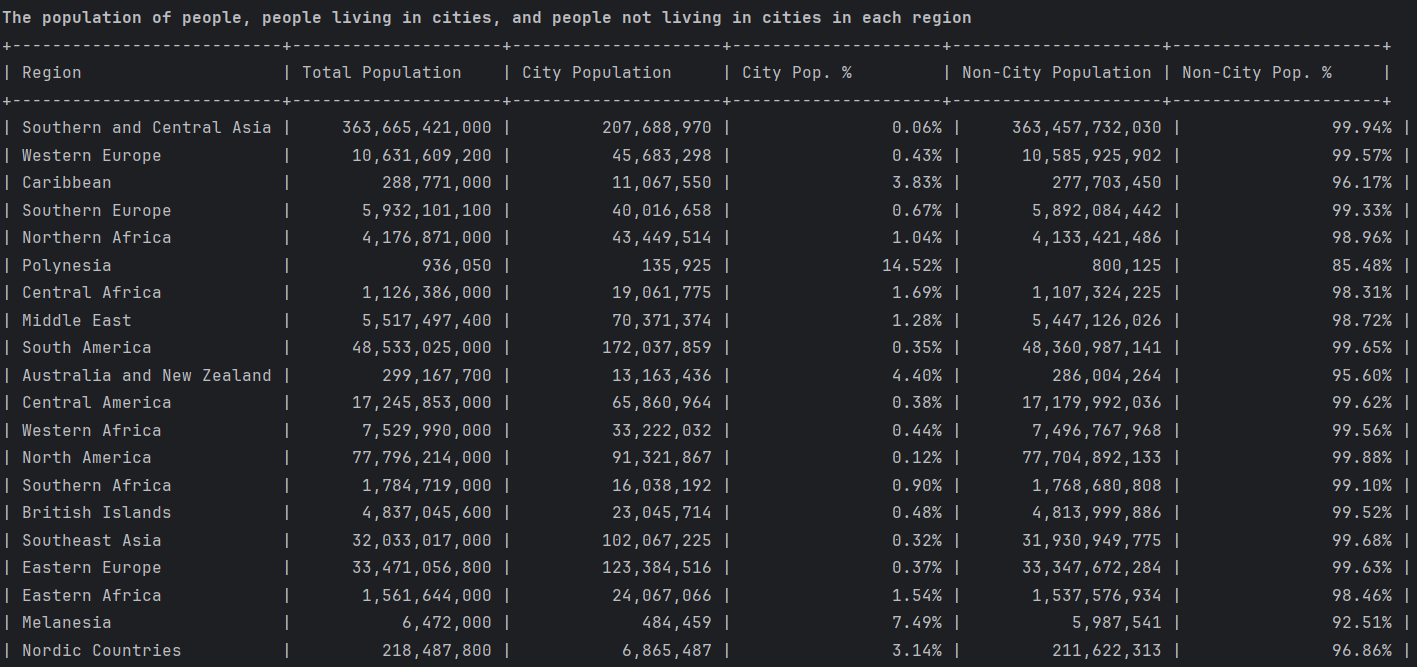 The population of people, people living in cities, and people not living in cities in each region
+---------------------------+---------------------+---------------------+---------------------+---------------------+---------------------+
| Region                    | Total Population    | City Population     | City Pop. %         | Non-City Population | Non-City Pop. %     |
+---------------------------+---------------------+---------------------+---------------------+---------------------+---------------------+
| Southern and Central Asia |     363,665,421,000 |         207,688,970 |                0.06% |     363,457,732,030 |               99.94% |
| Western Europe            |      10,631,609,200 |          45,683,298 |                0.43% |      10,585,925,902 |               99.57% |
| Caribbean                 |         288,771,000 |          11,067,550 |                3.83% |         277,703,450 |               96.17% |
| Southern Europe           |       5,932,101,100 |          40,016,658 |                0.67% |       5,892,084,442 |               99.33% |
| Northern Africa           |       4,176,871,000 |          43,449,514 |                1.04% |       4,133,421,486 |               98.96% |
| Polynesia                 |             936,050 |             135,925 |               14.52% |             800,125 |               85.48% |
| Central Africa            |       1,126,386,000 |          19,061,775 |                1.69% |       1,107,324,225 |               98.31% |
| Middle East               |       5,517,497,400 |          70,371,374 |                1.28% |       5,447,126,026 |               98.72% |
| South America             |      48,533,025,000 |         172,037,859 |                0.35% |      48,360,987,141 |               99.65% |
| Australia and New Zealand |         299,167,700 |          13,163,436 |                4.40% |         286,004,264 |               95.60% |
| Central America           |      17,245,853,000 |          65,860,964 |                0.38% |      17,179,992,036 |               99.62% |
| Western Africa            |       7,529,990,000 |          33,222,032 |                0.44% |       7,496,767,968 |               99.56% |
| North America             |      77,796,214,000 |          91,321,867 |                0.12% |      77,704,892,133 |               99.88% |
| Southern Africa           |       1,784,719,000 |          16,038,192 |                0.90% |       1,768,680,808 |               99.10% |
| British Islands           |       4,837,045,600 |          23,045,714 |                0.48% |       4,813,999,886 |               99.52% |
| Southeast Asia            |      32,033,017,000 |         102,067,225 |                0.32% |      31,930,949,775 |               99.68% |
| Eastern Europe            |      33,471,056,800 |         123,384,516 |                0.37% |      33,347,672,284 |               99.63% |
| Eastern Africa            |       1,561,644,000 |          24,067,066 |                1.54% |       1,537,576,934 |               98.46% |
| Melanesia                 |           6,472,000 |             484,459 |                7.49% |           5,987,541 |               92.51% |
| Nordic Countries          |         218,487,800 |           6,865,487 |                3.14% |         211,622,313 |               96.86% |